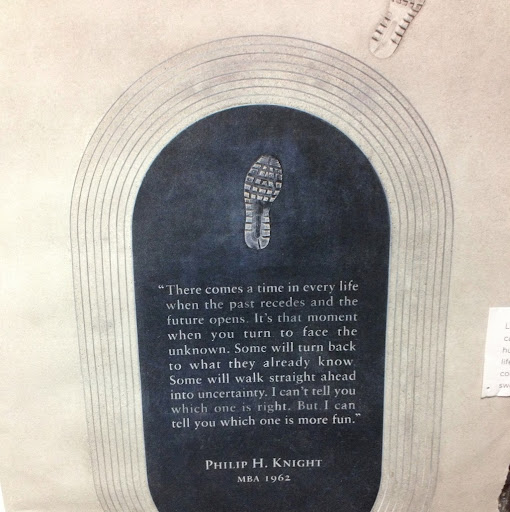 “There comes a time in every life
when the past recedes and the
future opens. It's that moment
when you turn to face the
unknown. Some will turn back
to what they already know.
Some will walk straight ahead
into uncertainty. I can't tell you
which one is right. But I can
tell you which one is more fun.”
PHILIP H. KNIGHT
MBA 1962